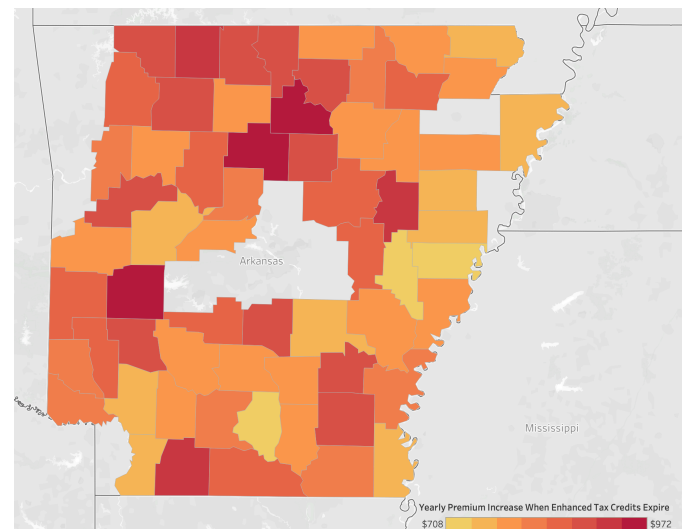 Arkansas
Mississippi
Yearly Premium Increase When Enhanced Tax Credits Expire
$708 $972